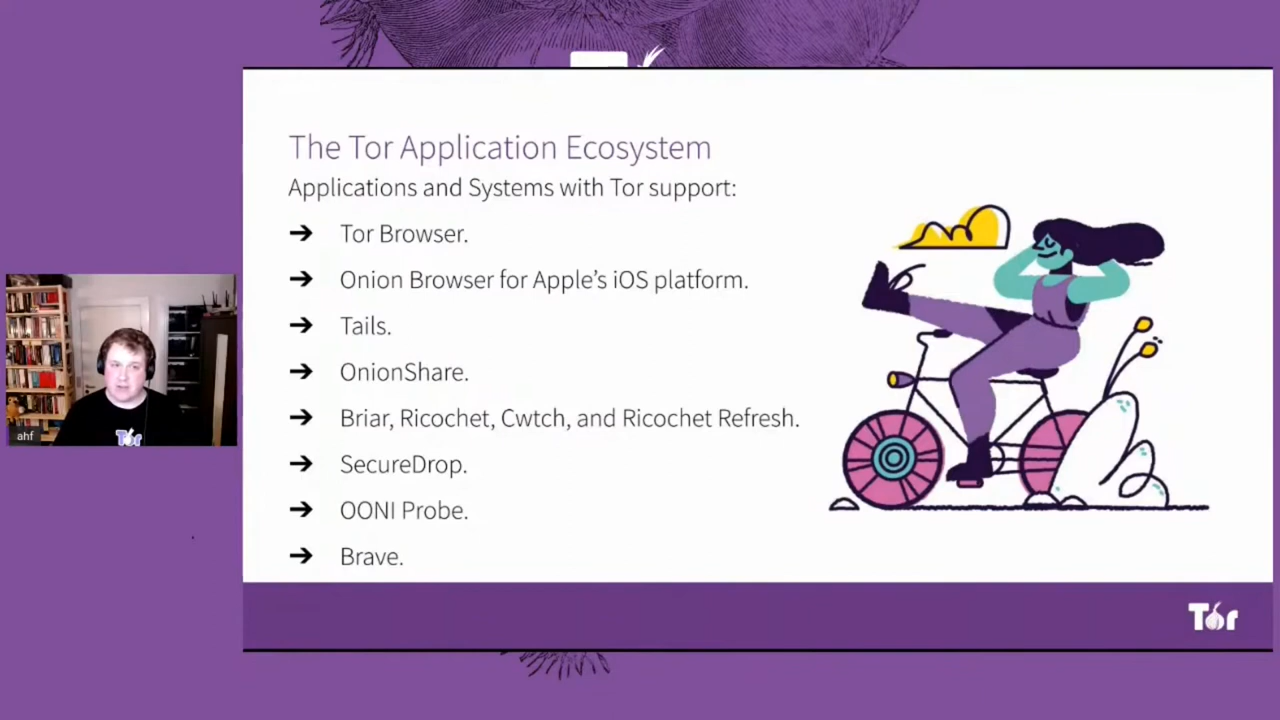 The Tor Application Ecosystem
Applications and Systems with Tor support:
➔ Tor Browser.
➔ Onion Browser for Apple’s iOS platform.
➔ Tails.
➔ OnionShare.
➔ Briar, Ricochet, Cwtch, and Ricochet Refresh.
➔ SecureDrop.
➔ OONI Probe.
➔ Brave.
Tor
ahf
Tor